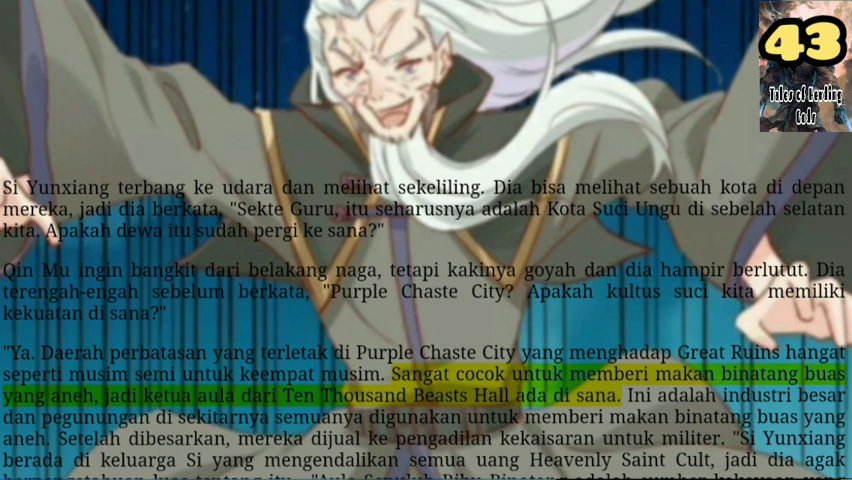 43
Tales of Herding
Gods
Si Yunxiang terbang ke udara dan melihat sekeliling. Dia bisa melihat sebuah kota di depan
mereka, jadi dia berkata, "Sekte Guru, itu seharusnya adalah Kota Suci Ungu di sebelah selatan
kita. Apakah dewa itu sudah pergi ke sana?"
Qin Mu ingin bangkit dari belakang naga, tetapi kakinya goyah dan dia hampir berlutut. Dia
terengah-engah sebelum berkata, "Purple Chaste City? Apakah kultus suci kita memiliki
kekuatan di sana?"
"Ya. Daerah perbatasan yang terletak di Purple Chaste City yang menghadap Great Ruins hangat
seperti musim semi untuk keempat musim. Sangat cocok untuk memberi makan binatang buas
yang aneh, jadi ketua aula dari Ten Thousand Beasts Hall ada di sana. Ini adalah industri besar
dan pegunungan di sekitarnya semuanya digunakan untuk memberi makan binatang buas yang
aneh. Setelah dibesarkan, mereka dijual ke pengadilan kekaisaran untuk militer. "Si Yunxiang
berada di keluarga Si yang mengendalikan semua uang Heavenly Saint Cult, jadi dia agak